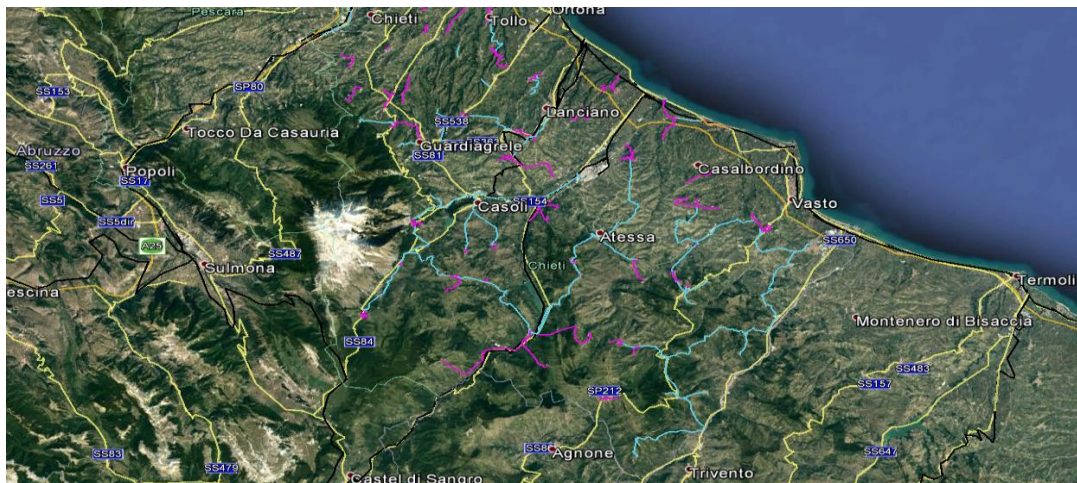 Ortona
Pescara
Chieti
Tollo
SS153
SP80
Lanciano
SS538
Tocco Da Casauria
Guardiagrele
Abruzzo
SS81
SS261
Popoli
Casalbordino
SS17
SS5
SS154
Casoli
Vasto
SS5dir
A25
Atessa
SS650
SS487
Sulmona
Chieti
Termoli
escina
Montenero di Bisaccia
SS84
SS483
SS157
SP212
SS86
Agnone
SS83
SS647
SS479
Trivento
Castel di Sangro